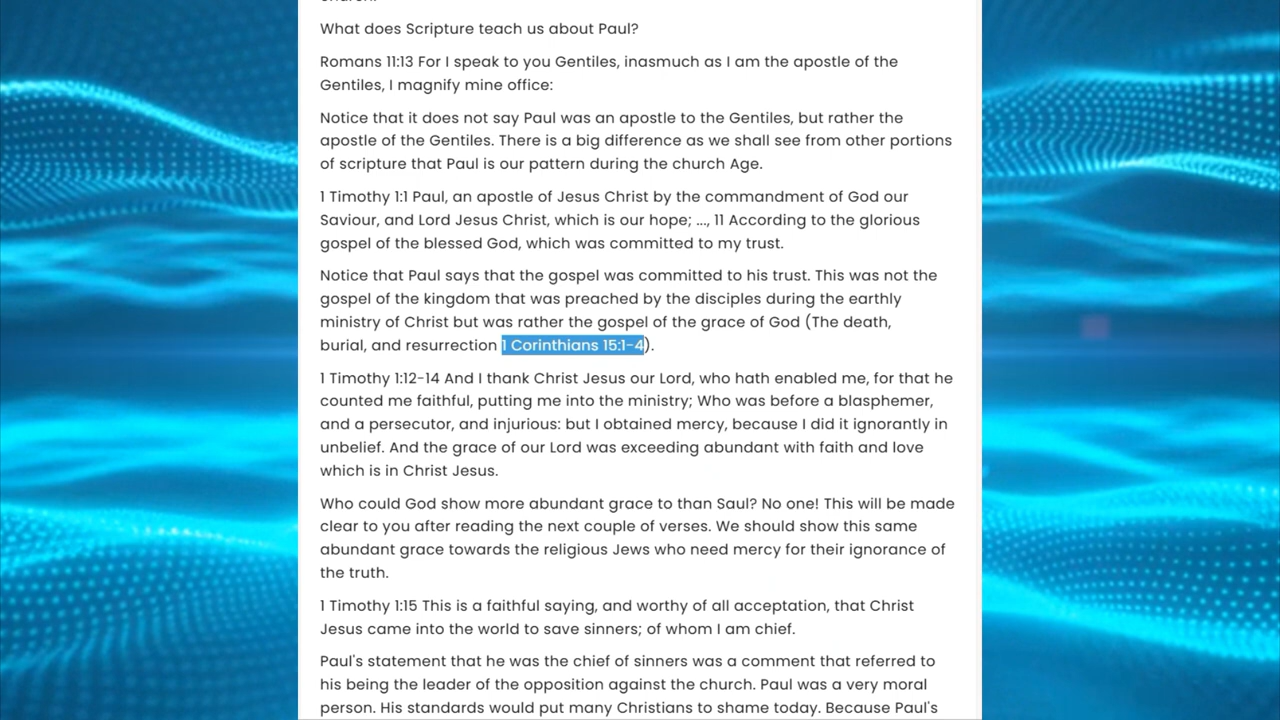 What does Scripture teach us about Paul?
Romans 11:13 For I speak to you Gentiles, inasmuch as I am the apostle of the
Gentiles, I magnify mine office:
Notice that it does not say Paul was an apostle to the Gentiles, but rather the
apostle of the Gentiles. There is a big difference as we shall see from other portions
of scripture that Paul is our pattern during the church Age.
1 Timothy 1:1 Paul, an apostle of Jesus Christ by the commandment of God our
Saviour, and Lord Jesus Christ, which is our hope; ..., 11 According to the glorious
gospel of the blessed God, which was committed to my trust.
Notice that Paul says that the gospel was committed to his trust. This was not the
gospel of the kingdom that was preached by the disciples during the earthly
ministry of Christ but was rather the gospel of the grace of God (The death,
burial, and resurrection 1 Corinthians 15:1-4).
1 Timothy 1:12-14 And I thank Christ Jesus our Lord, who hath enabled me, for that he
counted me faithful, putting me into the ministry; Who was before a blasphemer,
and a persecutor, and injurious: but I obtained mercy, because I did it ignorantly in
unbelief. And the grace of our Lord was exceeding abundant with faith and love
which is in Christ Jesus.
Who could God show more abundant grace to than Saul? No one! This will be made
clear to you after reading the next couple of verses. We should show this same
abundant grace towards the religious Jews who need mercy for their ignorance of
the truth.
1 Timothy 1:15 This is a faithful saying, and worthy of all acceptation, that Christ
Jesus came into the world to save sinners; of whom I am chief.
Paul's statement that he was the chief of sinners was a comment that referred to
his being the leader of the opposition against the church. Paul was a very moral
person. His standards would put many Christians to shame today. Because Paul's